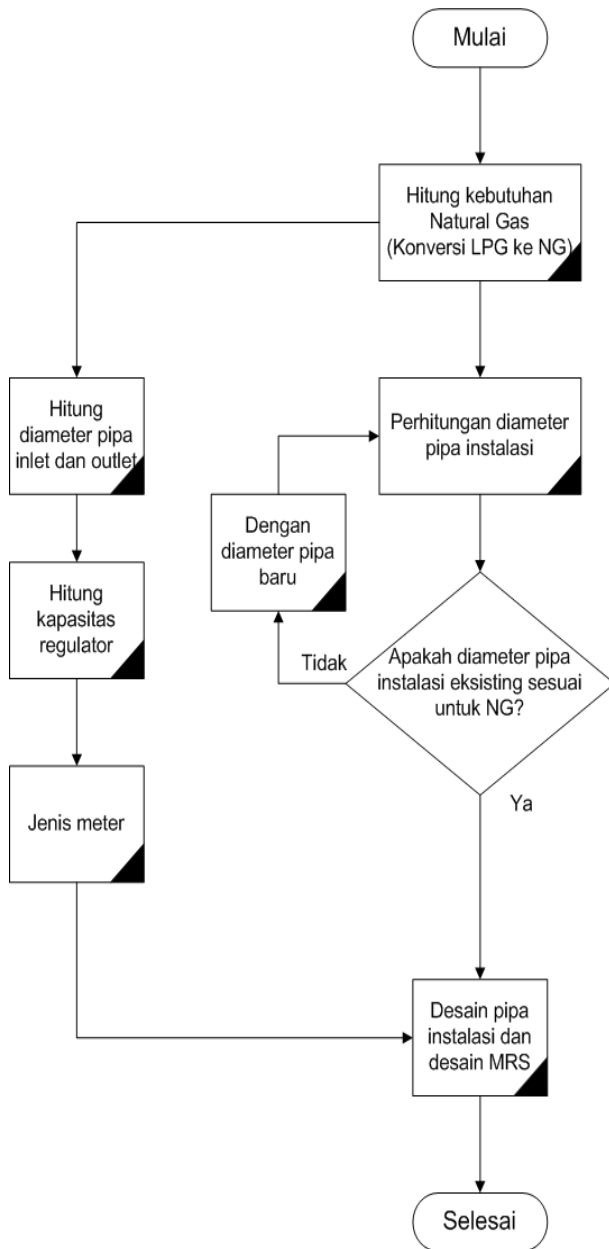 Mulai
Hitung kebutuhan
Natural Gas
(Konversi LPG ke NG)
Hitung
diameter pipa
inlet dan outlet
Perhitungan diameter
pipa instalasi
Dengan
diameter pipa
baru
Hitung
kapasitas
regulator
Tidak
Apakah diameter pipa
instalasi eksisting sesuai
untuk NG?
Ya
Jenis meter
Desain pipa
instalasi dan
desain MRS
Selesai